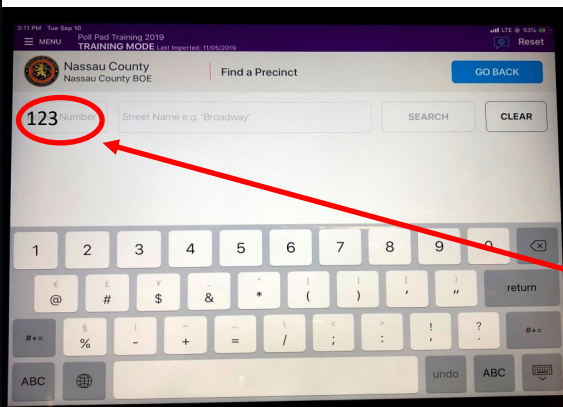 3:11 PM Tue Sep 10
LTE 53%
MENU
Poll Pad Training 2019
TRAINING MODE Last Imported: 11/05/2019
Reset
Nassau County
Nassau County BOE
Find a Precinct
GO BACK
123 Number
Street Name e.g. 'Broadway'
SEARCH
CLEAR
1 2 3 4 5 6 7 8 9 0
€ £ ¥ _ ^ [ ] { }
@ # $ & * ( ) ' "
return
§ | ~ … \ < > ! ?
#+= % - + = / ; : , . #+=
ABC
undo
ABC